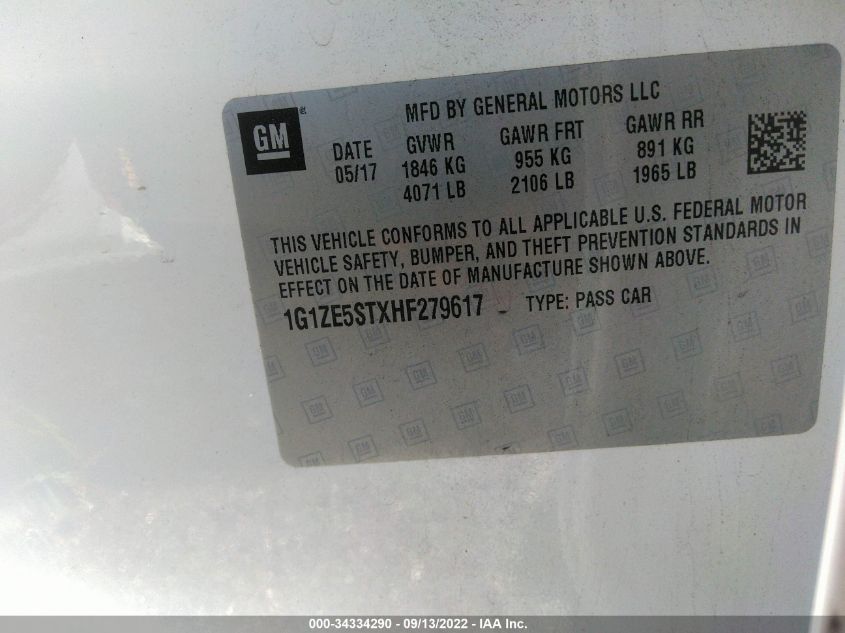 GM
MFD BY GENERAL MOTORS LLC
DATE GVWR GAWR FRT GAWR RR
05/17 1846 KG 955 KG 891 KG
4071 LB 2106 LB 1965 LB
THIS VEHICLE CONFORMS TO ALL APPLICABLE U.S. FEDERAL MOTOR
VEHICLE SAFETY, BUMPER, AND THEFT PREVENTION STANDARDS IN
EFFECT ON THE DATE OF MANUFACTURE SHOWN ABOVE.
1G1ZE5STXHF279617 TYPE: PASS CAR
000-34334290 - 09/13/2022 - IAA Inc.